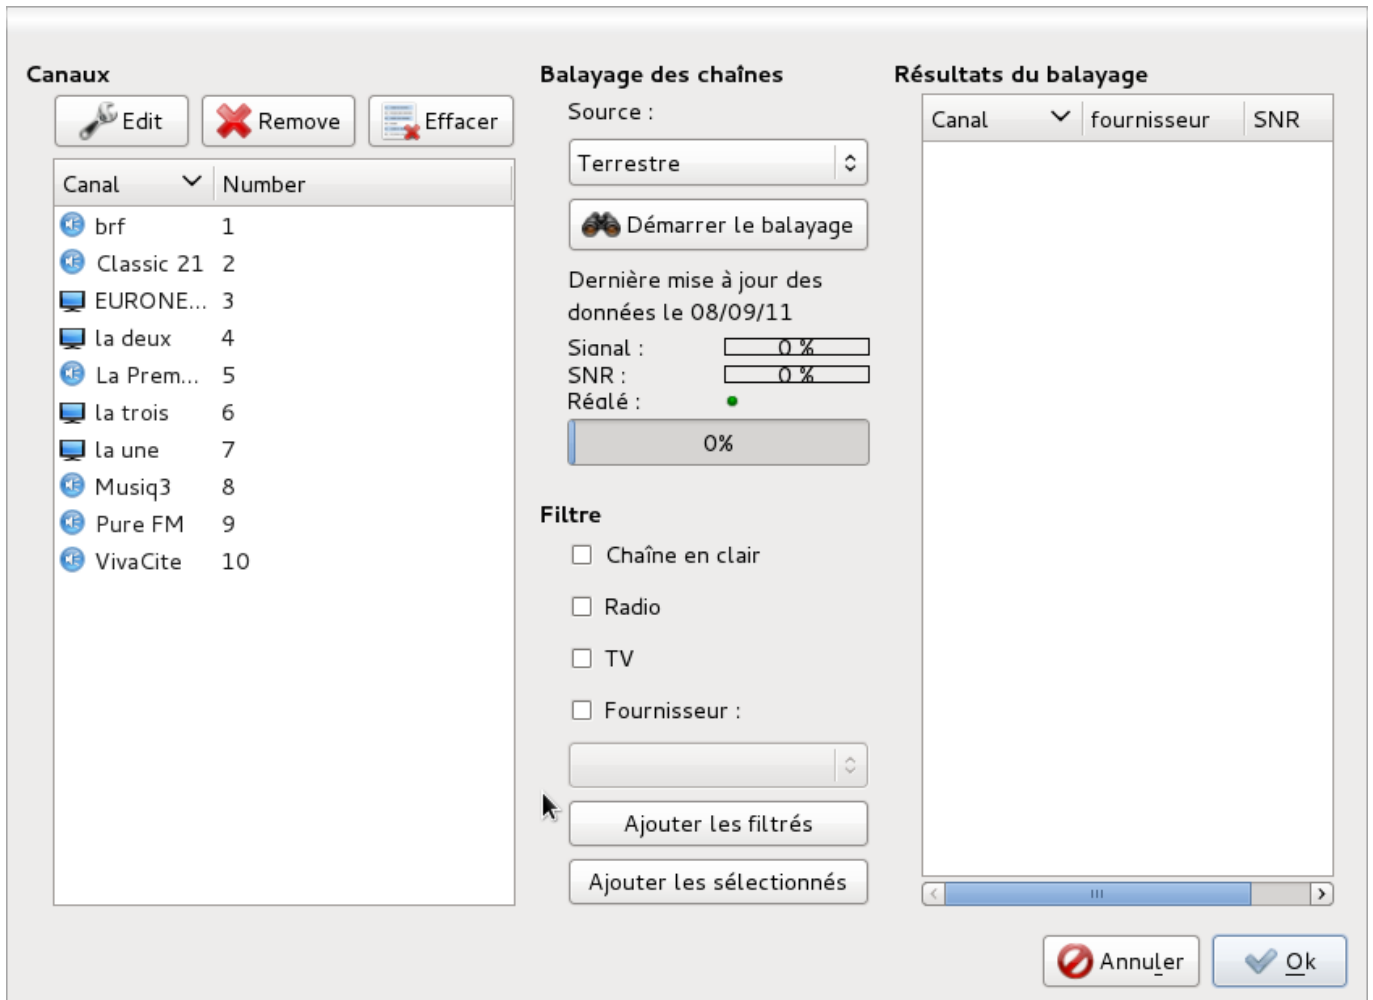 Canaux
Edit
Remove
Effacer
Canal Number
brf 1
Classic 21 2
EURONE... 3
la deux 4
La Prem... 5
la trois 6
la une 7
Musiq3 8
Pure FM 9
VivaCite 10
Balayage des chaînes
Source :
Terrestre
Démarrer le balayage
Dernière mise à jour des
données le 08/09/11
Signal : 0 %
SNR : 0 %
Réglé :
0%
Filtre
Chaîne en clair
Radio
TV
Fournisseur :
Ajouter les filtrés
Ajouter les sélectionnés
Résultats du balayage
Canal fournisseur SNR
Annuler
Ok